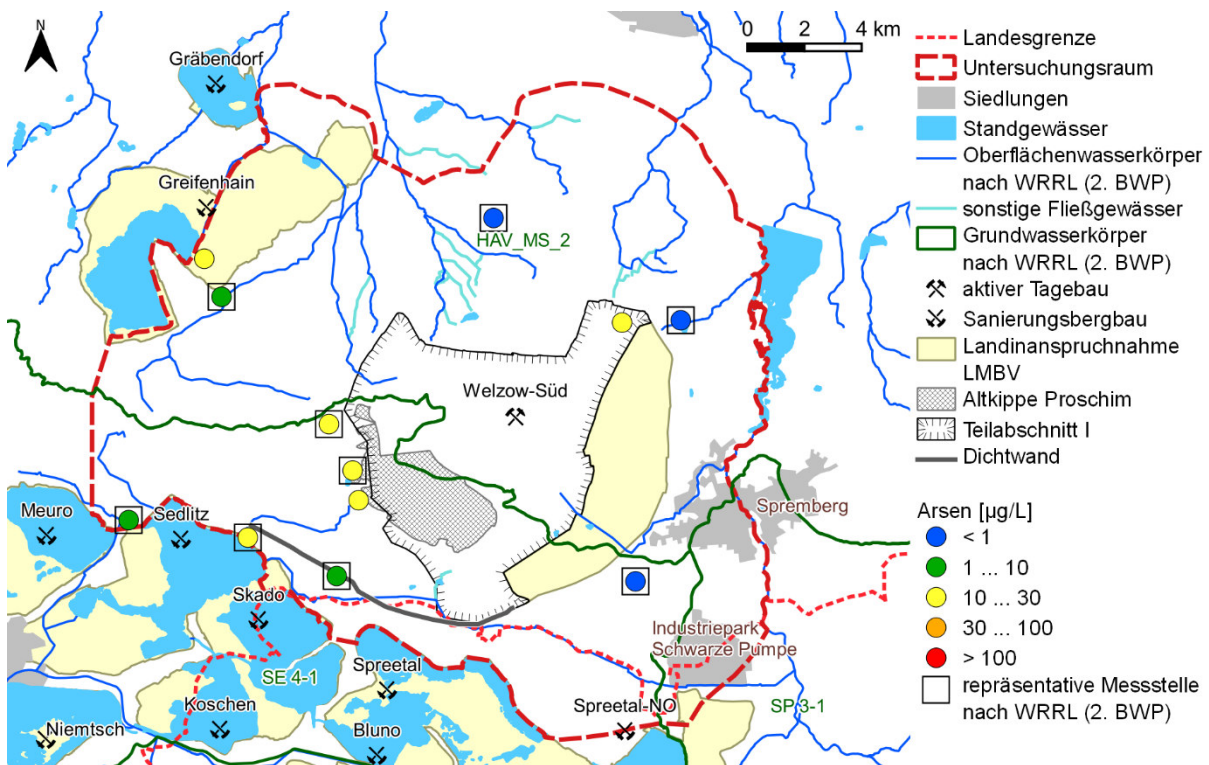 N
0 2 4 km
Gräbendorf
Greifenhain
HAV_MS_2
Welzow-Süd
Meuro
Sedlitz
Spremberg
Skado
Industriepark
Schwarze Pumpe
SE 4-1
Spreetal
Koschen
Spreetal-NO
SP 3-1
Niemtsch
Bluno
Landesgrenze
Untersuchungsraum
Siedlungen
Standgewässer
Oberflächenwasserkörper
nach WRRL (2. BWP)
sonstige Fließgewässer
Grundwasserkörper
nach WRRL (2. BWP)
aktiver Tagebau
Sanierungsbergbau
Landinanspruchnahme
LMBV
Altkippe Proschim
Teilabschnitt I
Dichtwand
Arsen [µg/L]
< 1
1 ... 10
10 ... 30
30 ... 100
> 100
repräsentative Messstelle
nach WRRL (2. BWP)